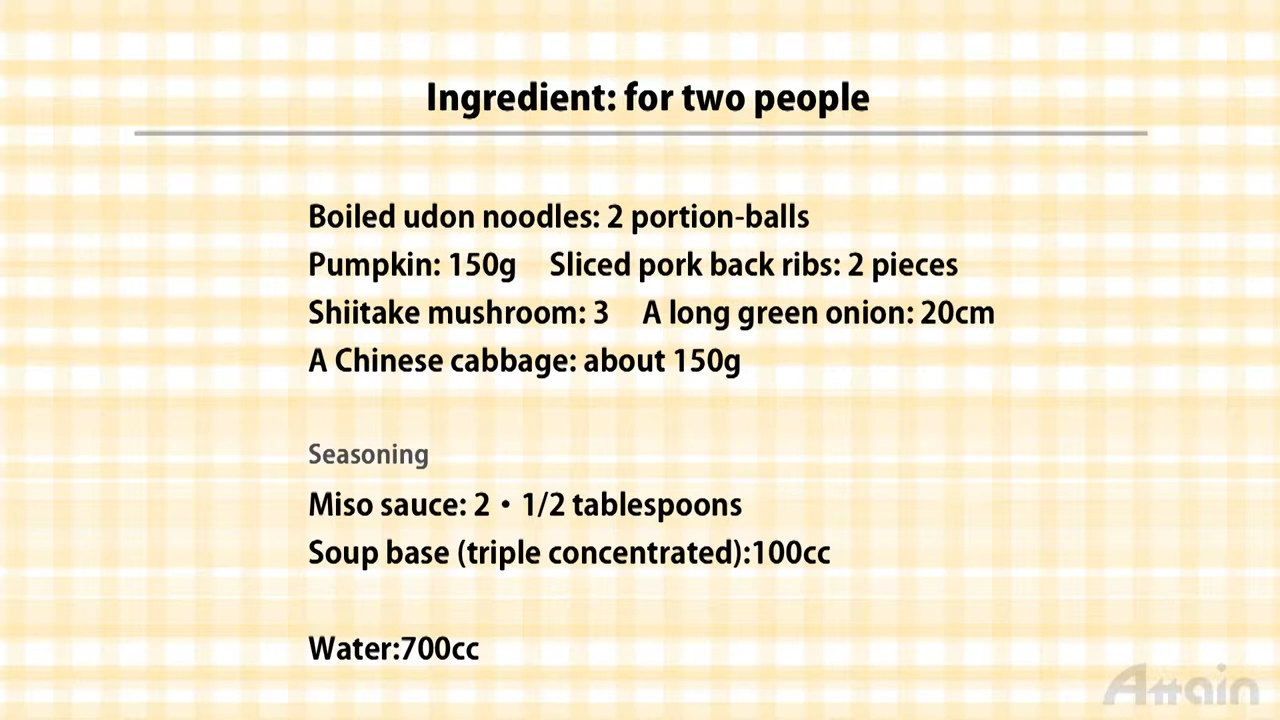 Ingredient: for two people
Boiled udon noodles: 2 portion-balls
Pumpkin: 150g  Sliced pork back ribs: 2 pieces
Shiitake mushroom: 3  A long green onion: 20cm
A Chinese cabbage: about 150g
Seasoning
Miso sauce: 2・1/2 tablespoons
Soup base (triple concentrated):100cc
Water:700cc
Attain